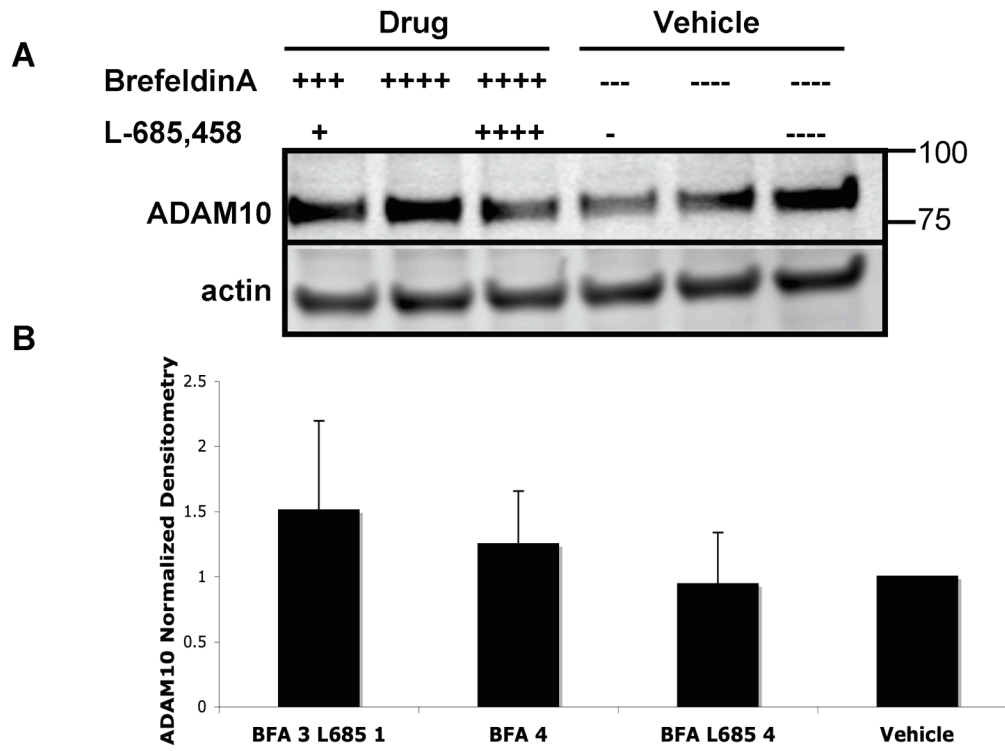 A
Drug Vehicle
BrefeldinA +++ ++++ ++++ --- ---- ----
L-685,458 + ++++ - ----
100
ADAM10
75
actin
B
ADAM10 Normalized Densitometry
2.5
2
1.5
1
0.5
0
BFA 3 L685 1 BFA 4 BFA L685 4 Vehicle